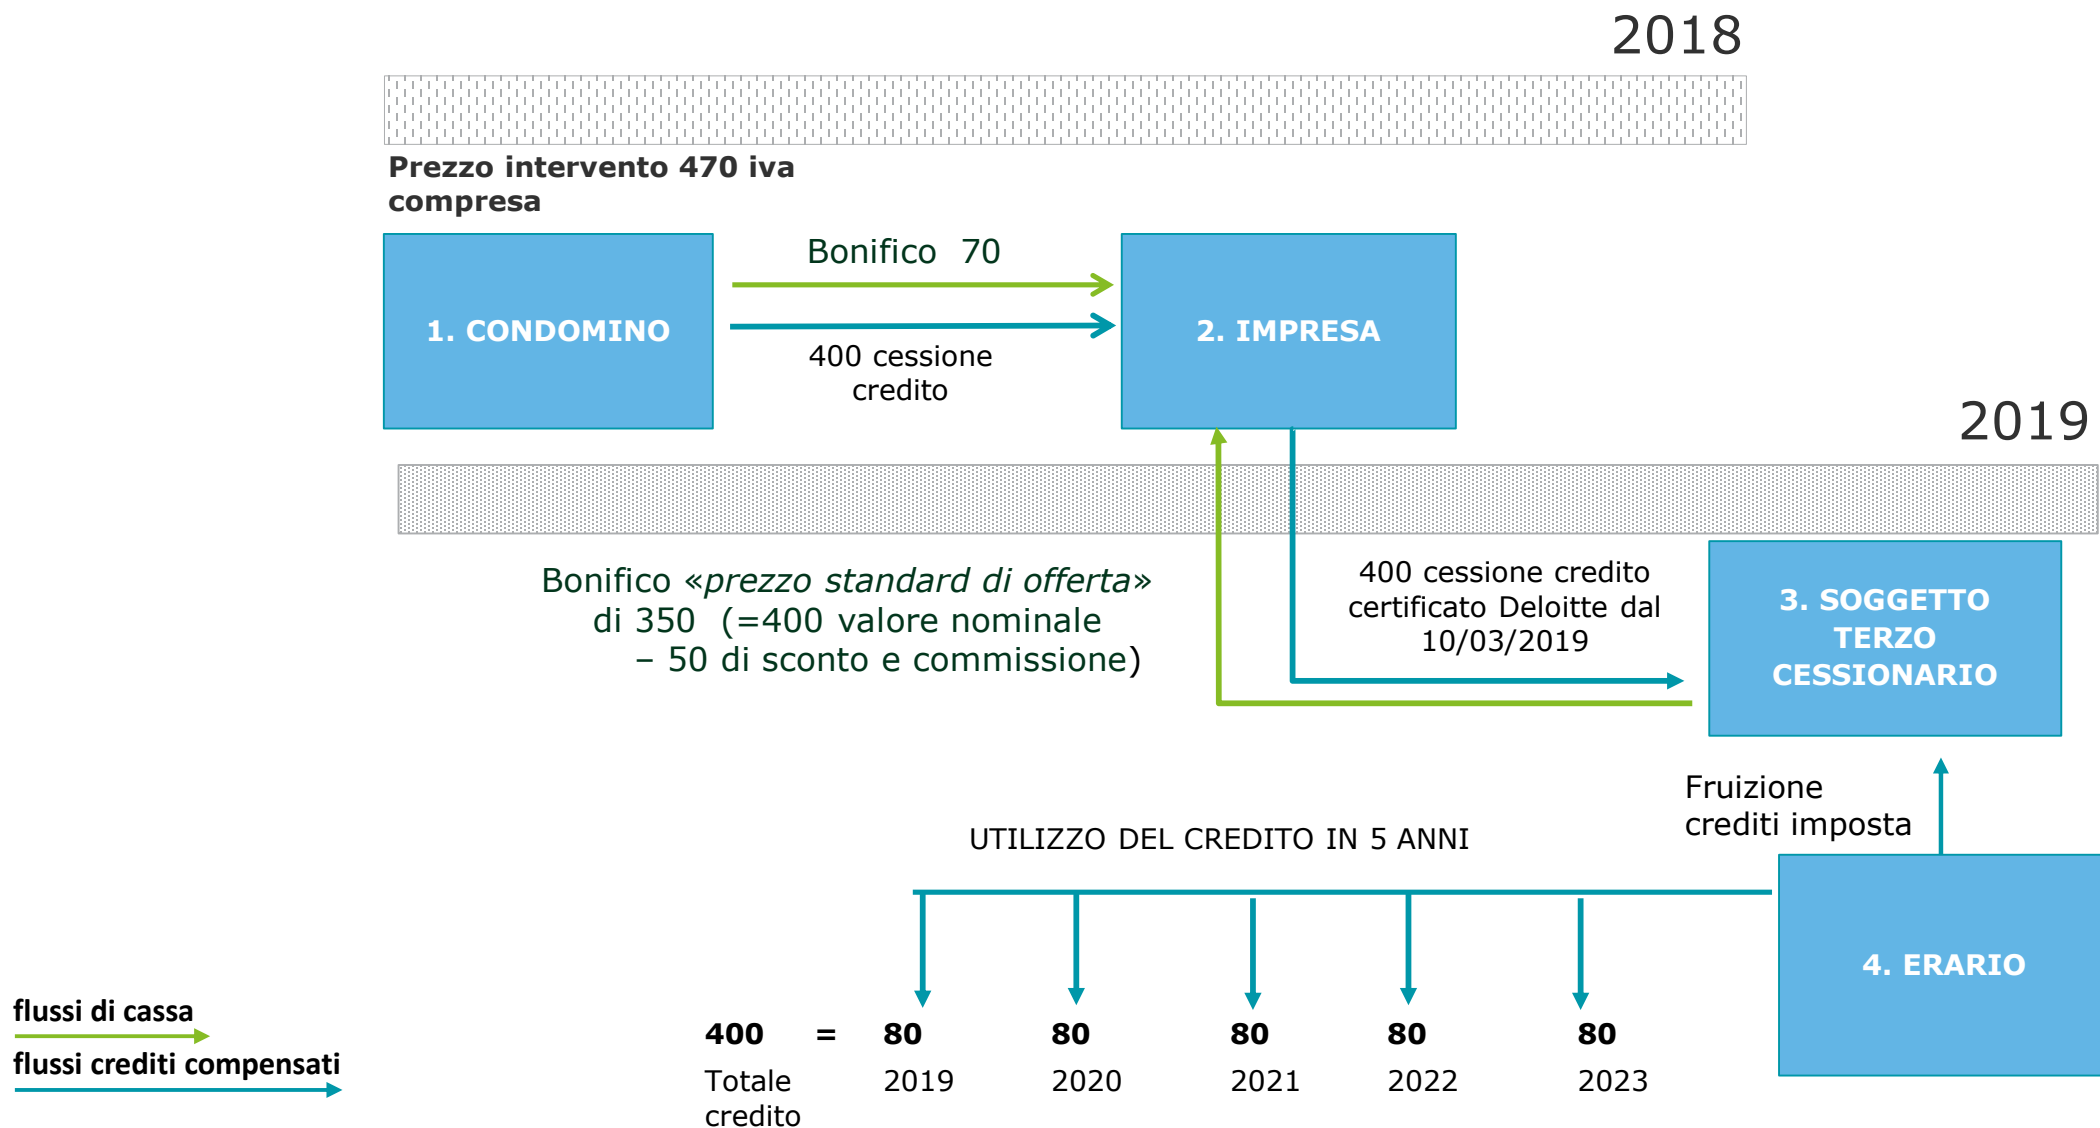 2018
Prezzo intervento 470 iva
compresa
Bonifico  70
1. CONDOMINO
2. IMPRESA
400 cessione
credito
2019
Bonifico «prezzo standard di offerta»
di 350  (=400 valore nominale
– 50 di sconto e commissione)
400 cessione credito
certificato Deloitte dal
10/03/2019
3. SOGGETTO
TERZO
CESSIONARIO
Fruizione
crediti imposta
UTILIZZO DEL CREDITO IN 5 ANNI
4. ERARIO
flussi di cassa
flussi crediti compensati
400 = 80 80 80 80 80
Totale 2019 2020 2021 2022 2023
credito